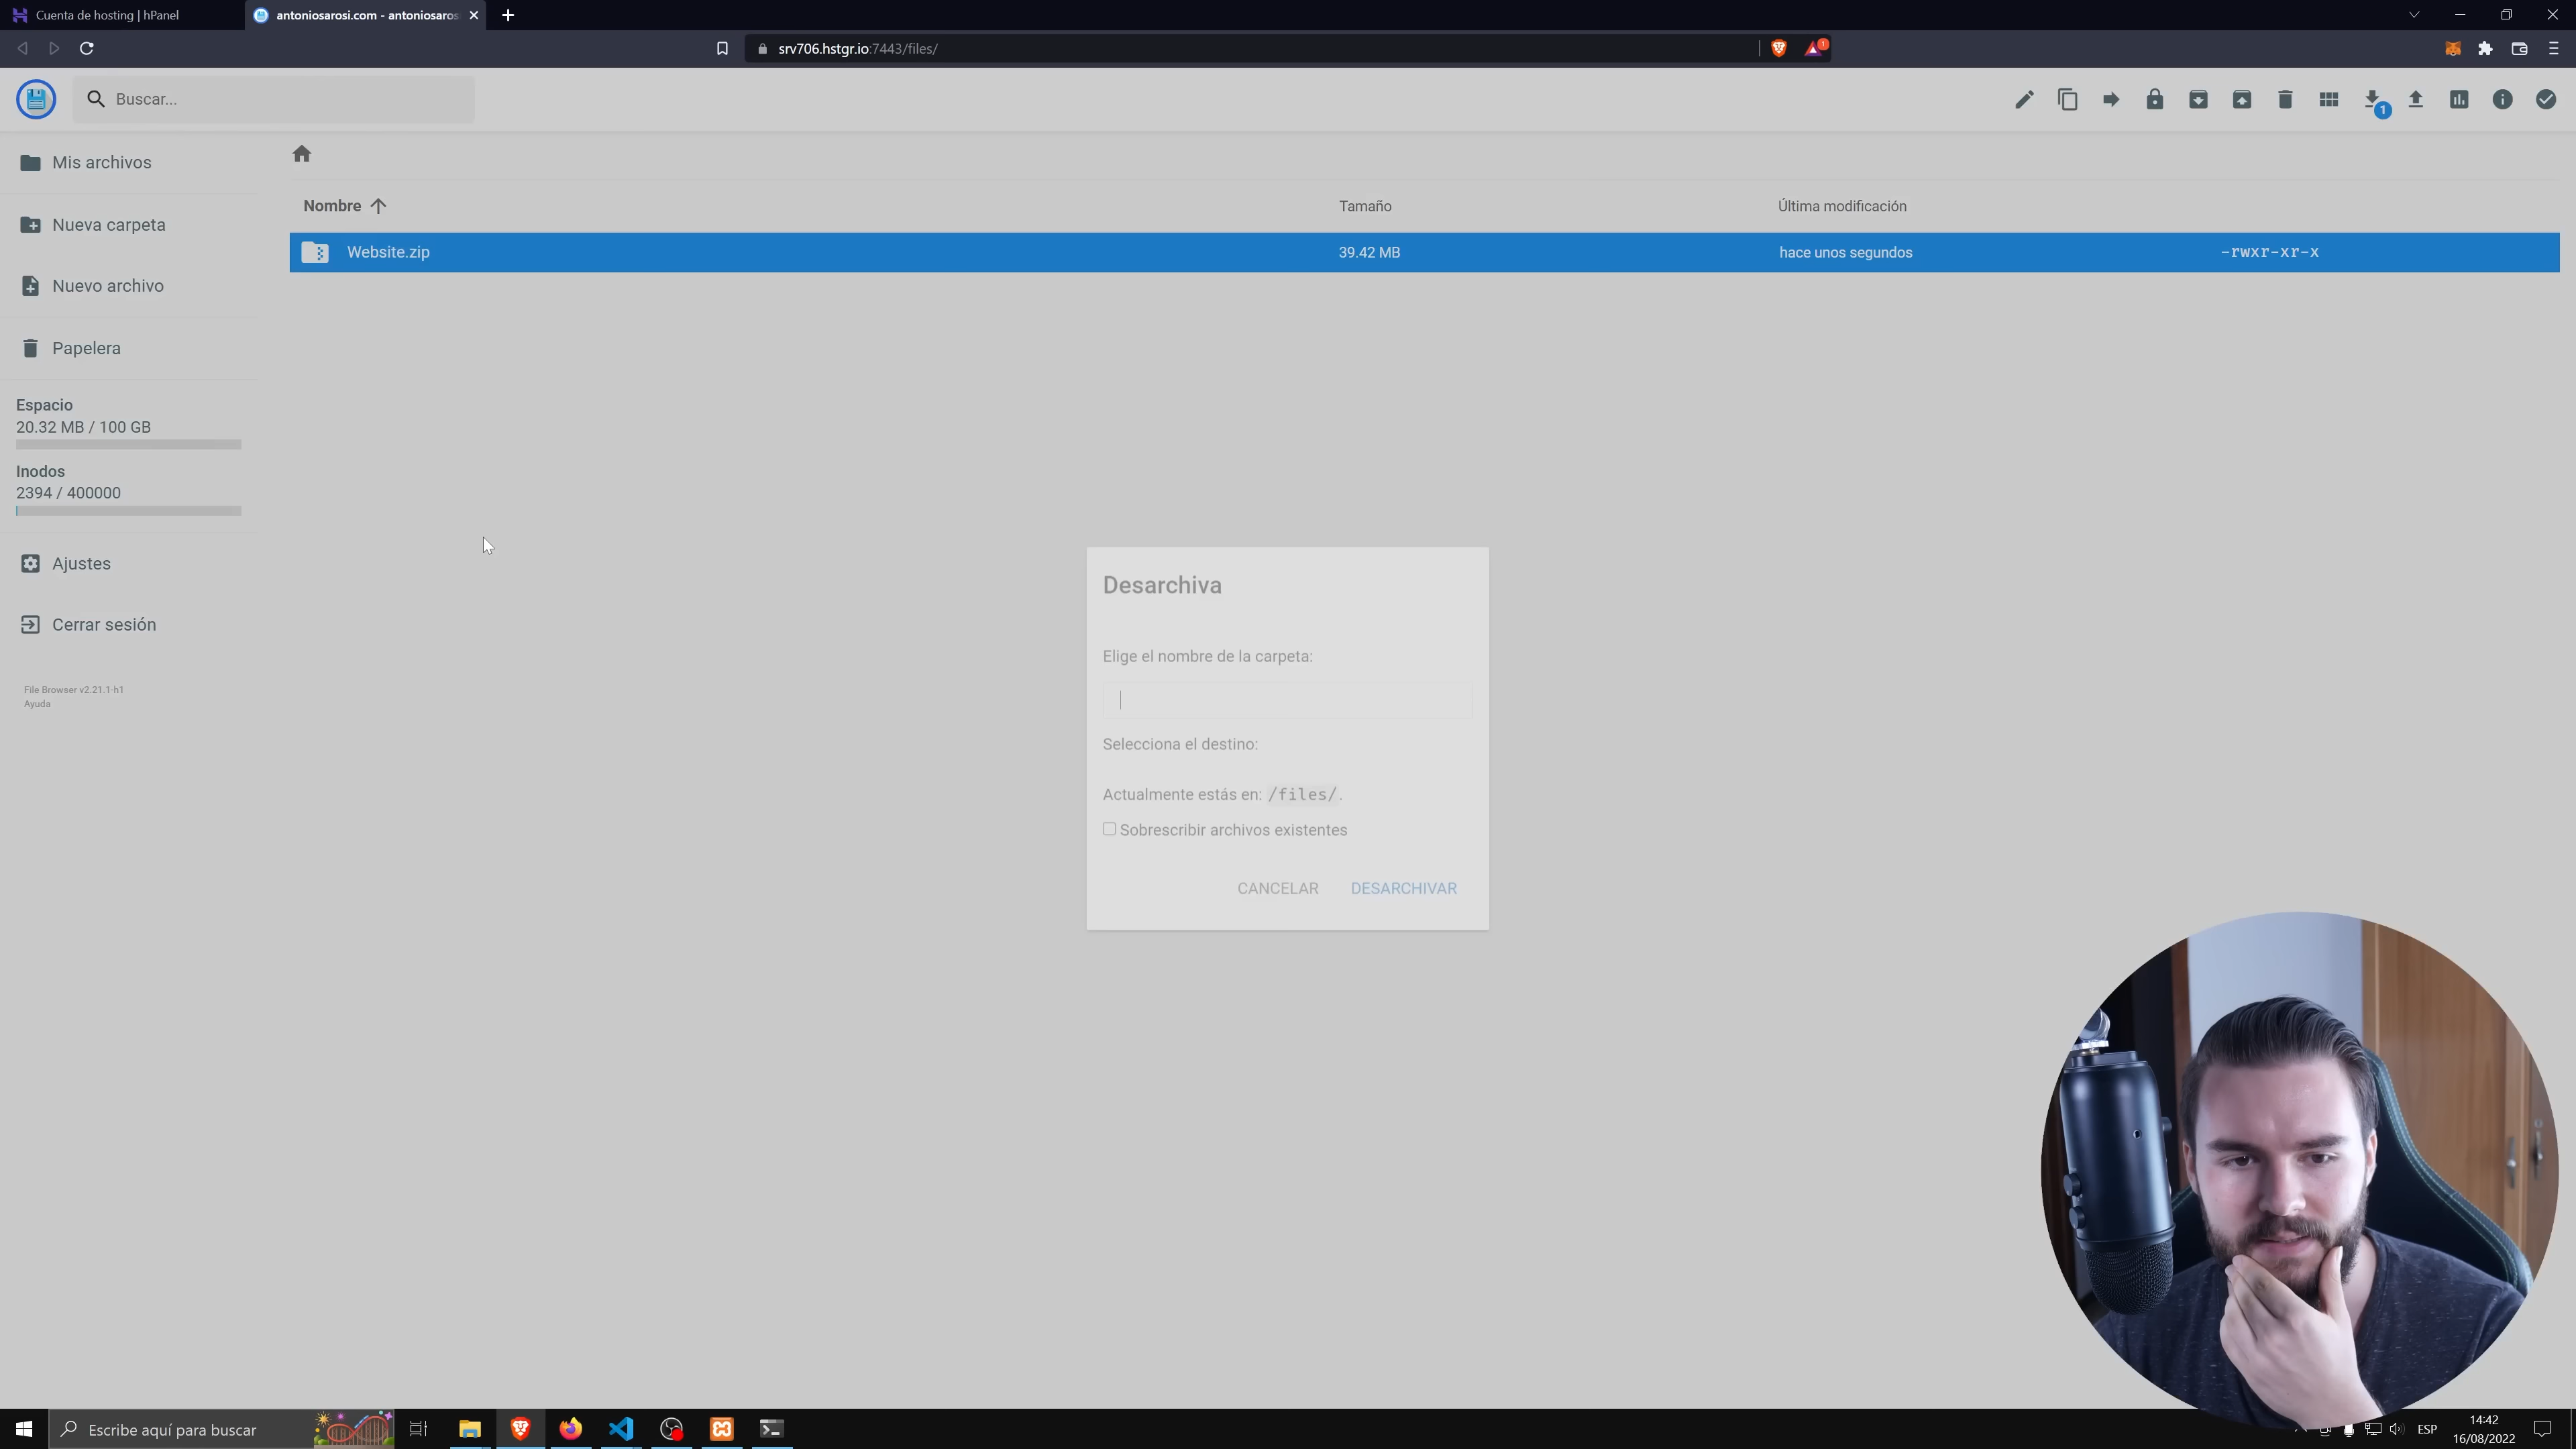 Cuenta de hosting | hPanel
antoniosarosi.com - antoniosaros
srv706.hstgr.io:7443/files/
1
Buscar...
1
Mis archivos
Nueva carpeta
Nuevo archivo
Papelera
Espacio
20.32 MB / 100 GB
Inodos
2394 / 400000
Ajustes
Cerrar sesión
File Browser v2.21.1-h1
Ayuda
Nombre Tamaño Última modificación
Website.zip 39.42 MB hace unos segundos -rwxr-xr-x
Desarchiva
Elige el nombre de la carpeta:
Selecciona el destino:
Actualmente estás en: /files/.
Sobrescribir archivos existentes
CANCELAR DESARCHIVAR
Escribe aquí para buscar
ESP
14:42
16/08/2022